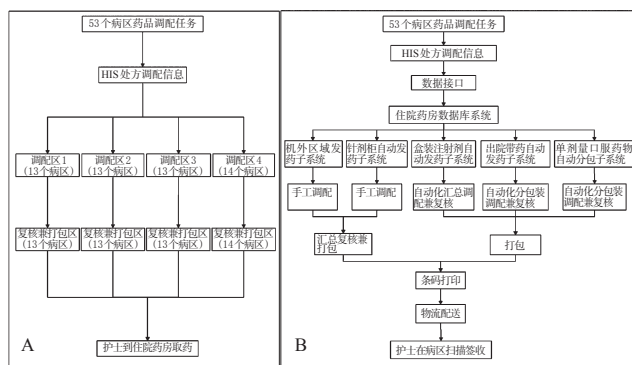 53个病区药品调配任务
HIS处方调配信息
调配区1
(13个病区)
调配区2
(13个病区)
调配区3
(13个病区)
调配区4
(14个病区)
复核兼打包区
(13个病区)
复核兼打包区
(13个病区)
复核兼打包区
(13个病区)
复核兼打包区
(14个病区)
护士到住院药房取药
A
53个病区药品调配任务
HIS处方调配信息
数据接口
住院药房数据库系统
机外区域发
药子系统
针剂柜自动发
药子系统
盒装注射剂自
动发药子系统
出院带药自动
发药子系统
单剂量口服药物
自动分包子系统
手工调配
手工调配
自动化汇总
调配兼复核
自动化分包装
调配兼复核
自动化分包装
调配兼复核
汇总复核兼
打包
打包
条码打印
物流配送
护士在病区扫描签收
B